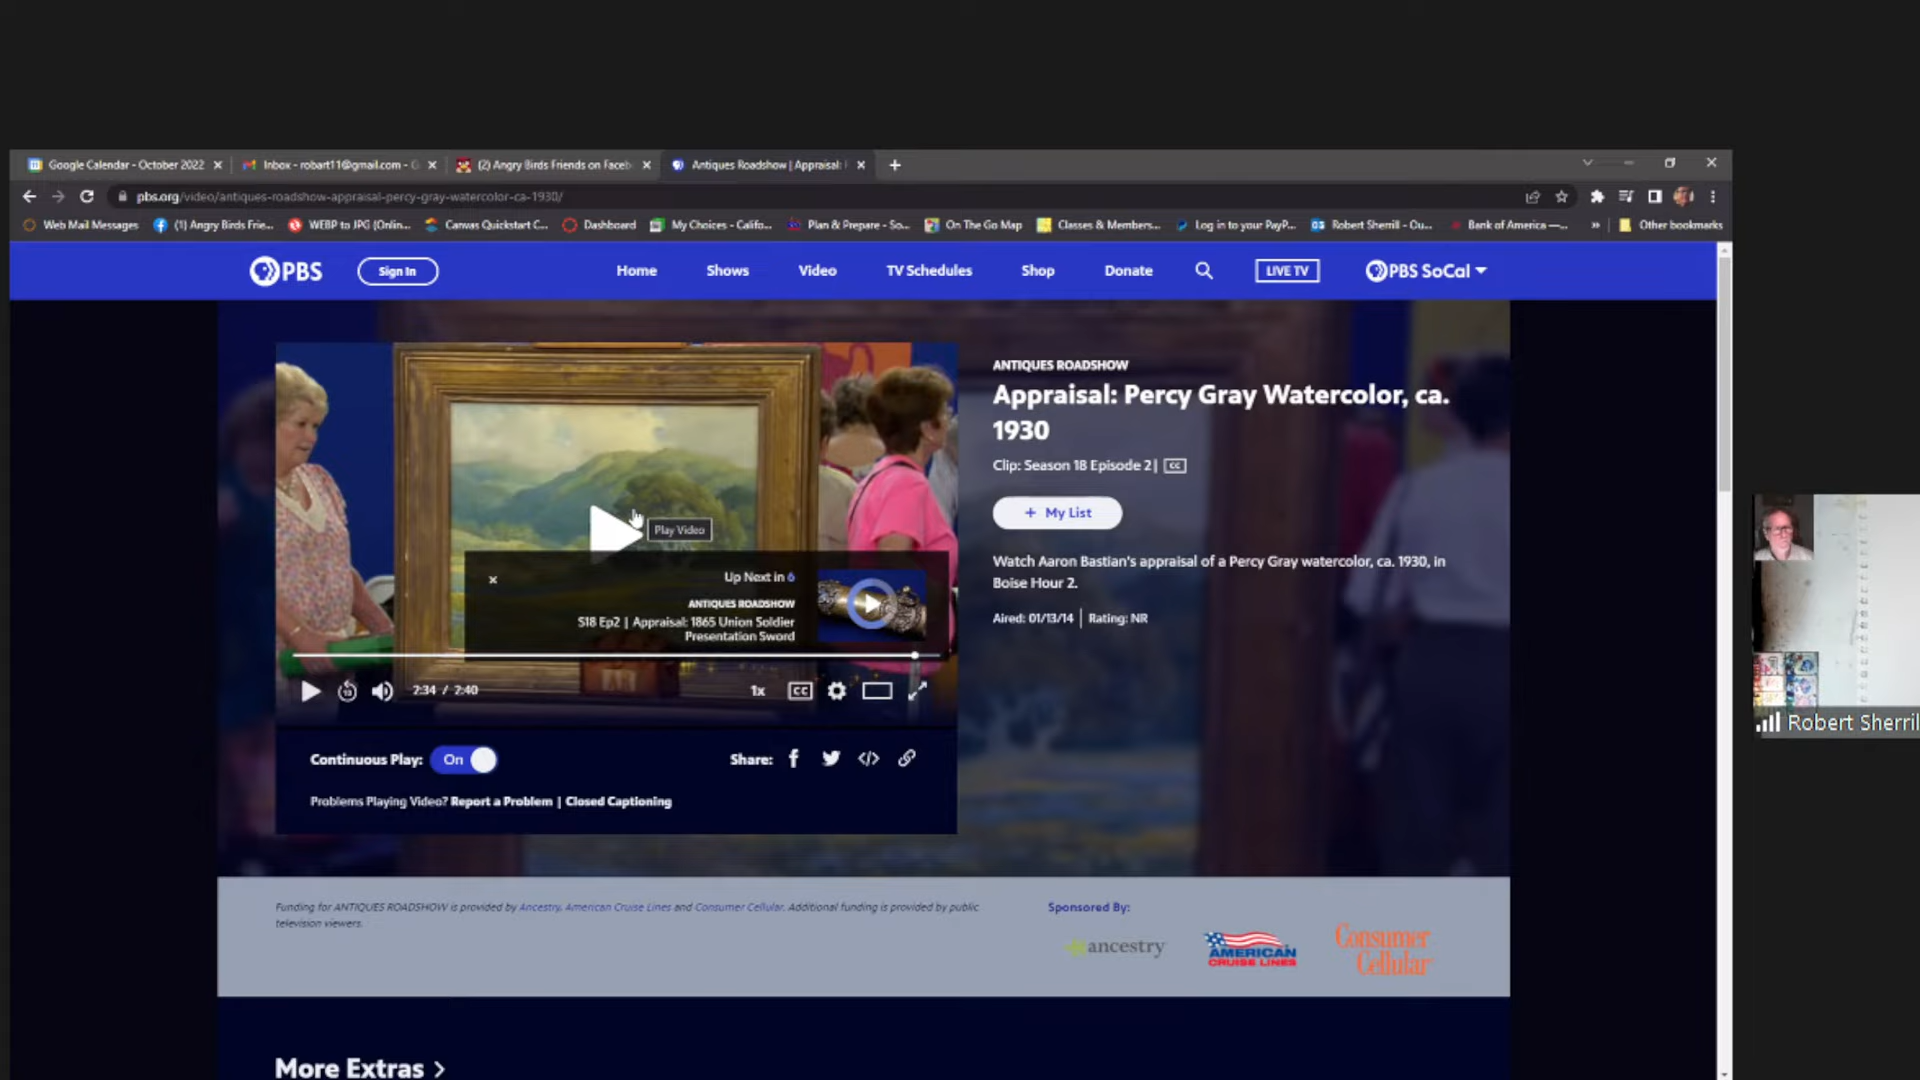 Google Calendar - October 2022
Inbox - robart11@gmail.com - G
(2) Angry Birds Friends on Faceb
Antiques Roadshow | Appraisal:
pbs.org/video/antiques-roadshow-appraisal-percy-gray-watercolor-ca-1930/
Web Mail Messages
(1) Angry Birds Frie...
WEBP to JPG (Onlin...
Canvas Quickstart C...
Dashboard
My Choices - Califo...
Plan & Prepare - So...
On The Go Map
Classes & Members...
Log in to your PayP...
Robert Sherrill - Ou...
Bank of America —...
»
Other bookmarks
PBS
Sign In
Home
Shows
Video
TV Schedules
Shop
Donate
LIVE TV
PBS SoCal
ANTIQUES ROADSHOW
Appraisal: Percy Gray Watercolor, ca.
1930
Clip: Season 18 Episode 2 | CC
+ My List
Watch Aaron Bastian's appraisal of a Percy Gray watercolor, ca. 1930, in
Boise Hour 2.
Aired: 01/13/14 | Rating: NR
Play Video
Up Next in 6
ANTIQUES ROADSHOW
S18 Ep2 | Appraisal: 1865 Union Soldier
Presentation Sword
10
2:34 / 2:40
1x
CC
Continuous Play: On
Share:
Problems Playing Video? Report a Problem | Closed Captioning
Funding for ANTIQUES ROADSHOW is provided by Ancestry, American Cruise Lines and Consumer Cellular. Additional funding is provided by public
television viewers.
Sponsored By:
ancestry
AMERICAN
CRUISE LINES
Consumer
Cellular
More Extras >
Robert Sherril